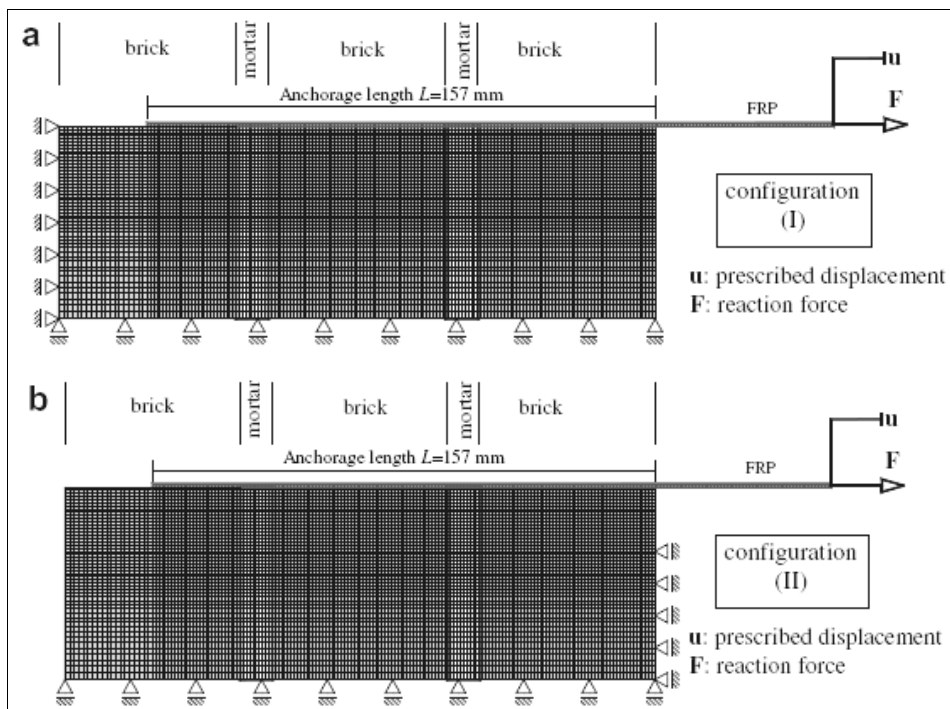 a
brick mortar brick mortar brick
Anchorage length L=157 mm
FRP
u
F
configuration
(I)
u: prescribed displacement
F: reaction force
b
brick mortar brick mortar brick
Anchorage length L=157 mm
FRP
u
F
configuration
(II)
u: prescribed displacement
F: reaction force